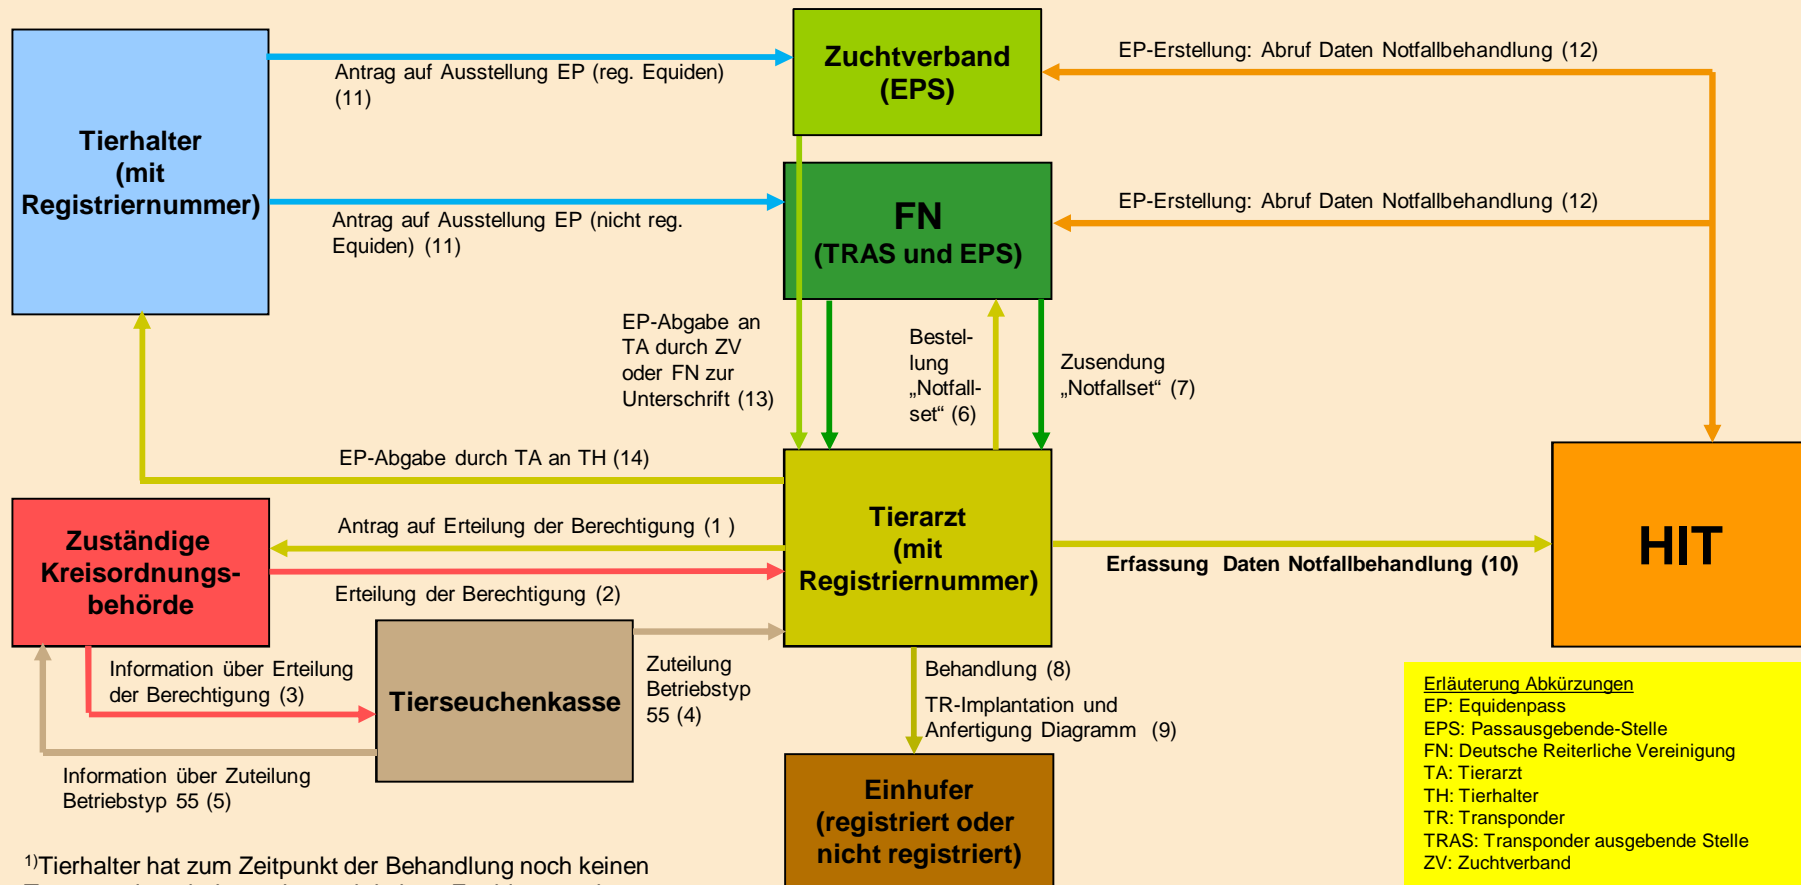 Tierhalter
(mit
Registriernummer)
Antrag auf Ausstellung EP (reg. Equiden)
(11)
Antrag auf Ausstellung EP (nicht reg.
Equiden) (11)
Zuchtverband
(EPS)
FN
(TRAS und EPS)
EP-Erstellung: Abruf Daten Notfallbehandlung (12)
EP-Erstellung: Abruf Daten Notfallbehandlung (12)
EP-Abgabe an
TA durch ZV
oder FN zur
Unterschrift (13)
Bestel-
lung
„Notfall-
set“ (6)
Zusendung
„Notfallset“ (7)
EP-Abgabe durch TA an TH (14)
Zuständige
Kreisordnungs-
behörde
Antrag auf Erteilung der Berechtigung (1 )
Erteilung der Berechtigung (2)
Tierarzt
(mit
Registriernummer)
Erfassung Daten Notfallbehandlung (10)
HIT
Information über Erteilung
der Berechtigung (3)
Tierseuchenkasse
Zuteilung
Betriebstyp
55 (4)
Information über Zuteilung
Betriebstyp 55 (5)
Behandlung (8)
TR-Implantation und
Anfertigung Diagramm (9)
Einhufer
(registriert oder
nicht registriert)
Erläuterung Abkürzungen
EP: Equidenpass
EPS: Passausgebende-Stelle
FN: Deutsche Reiterliche Vereinigung
TA: Tierarzt
TH: Tierhalter
TR: Transponder
TRAS: Transponder ausgebende Stelle
ZV: Zuchtverband
1)Tierhalter hat zum Zeitpunkt der Behandlung noch keinen